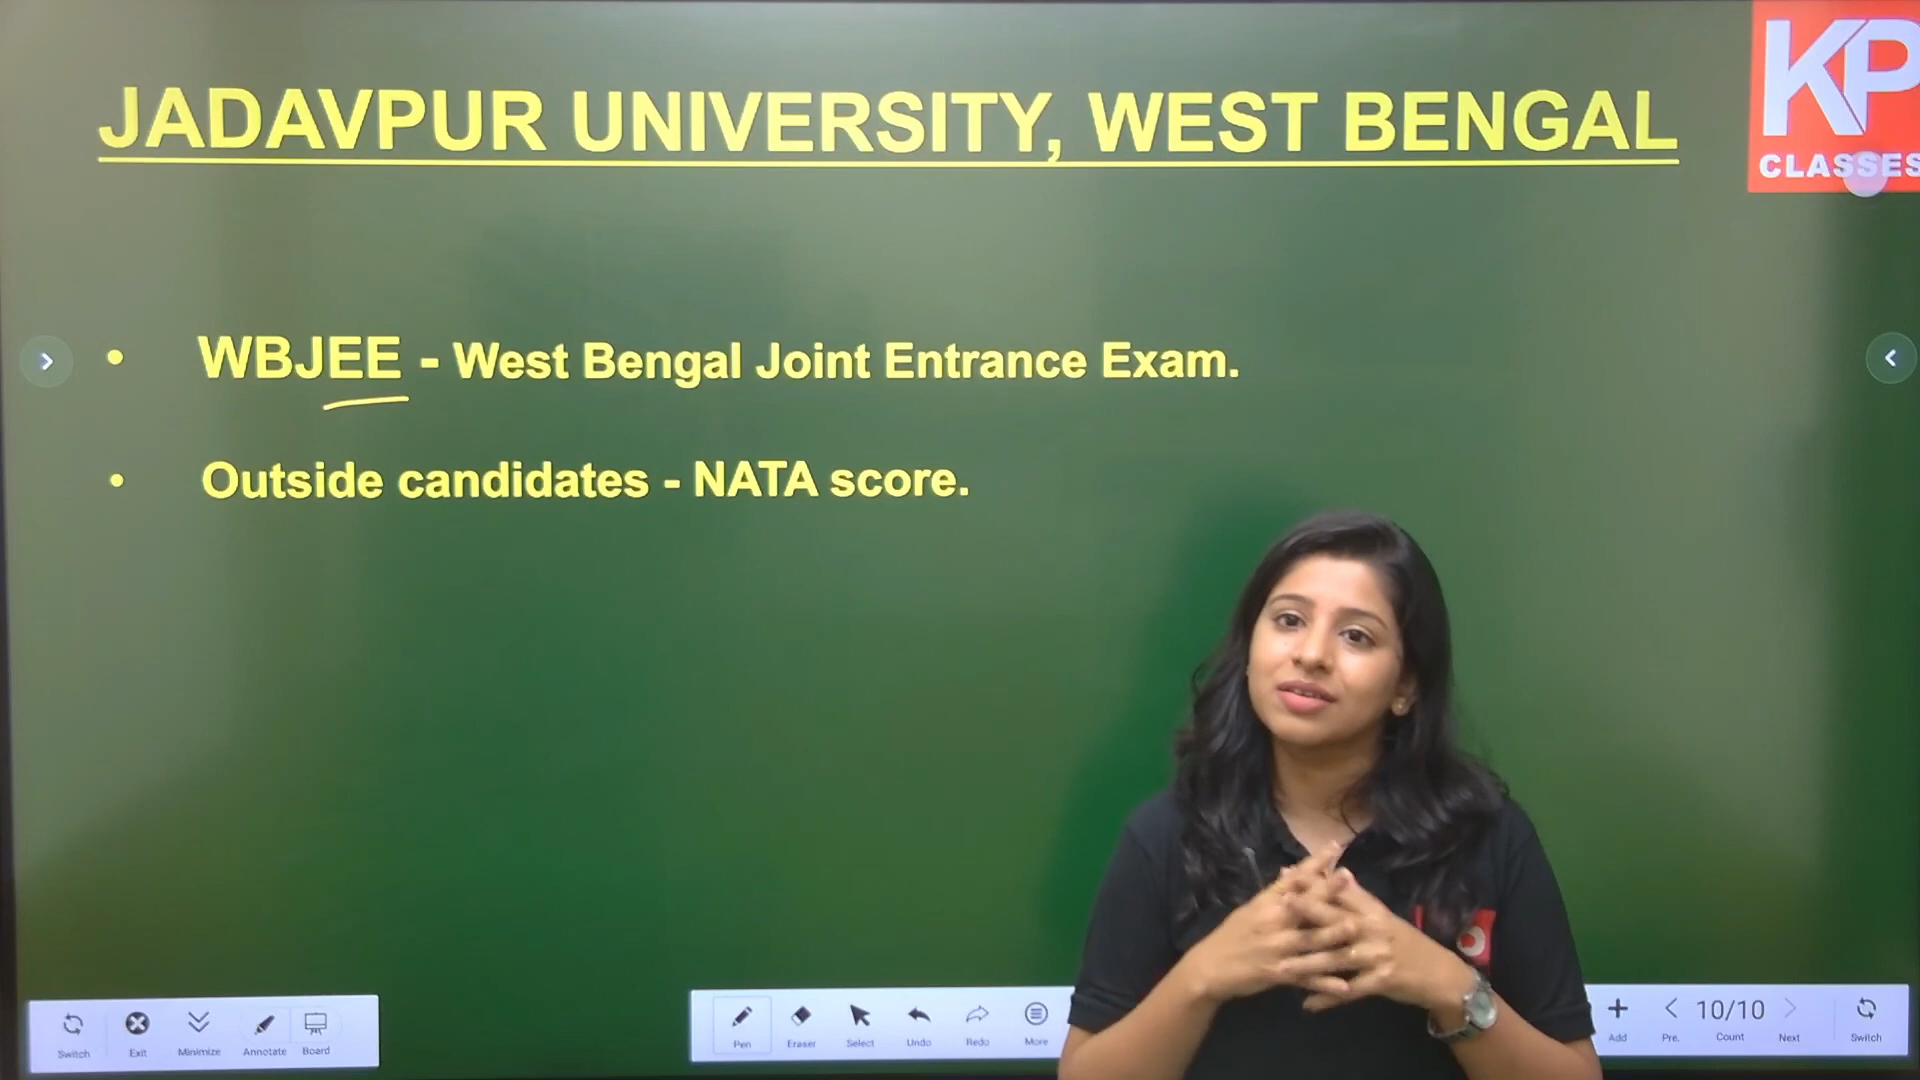 JADAVPUR UNIVERSITY, WEST BENGAL
KP
CLASSES
• WBJEE - West Bengal Joint Entrance Exam.
• Outside candidates - NATA score.
Switch Exit Minimize Annotate Board
Pen Eraser Select Undo Redo More
10/10
Add Pre. Count Next Switch